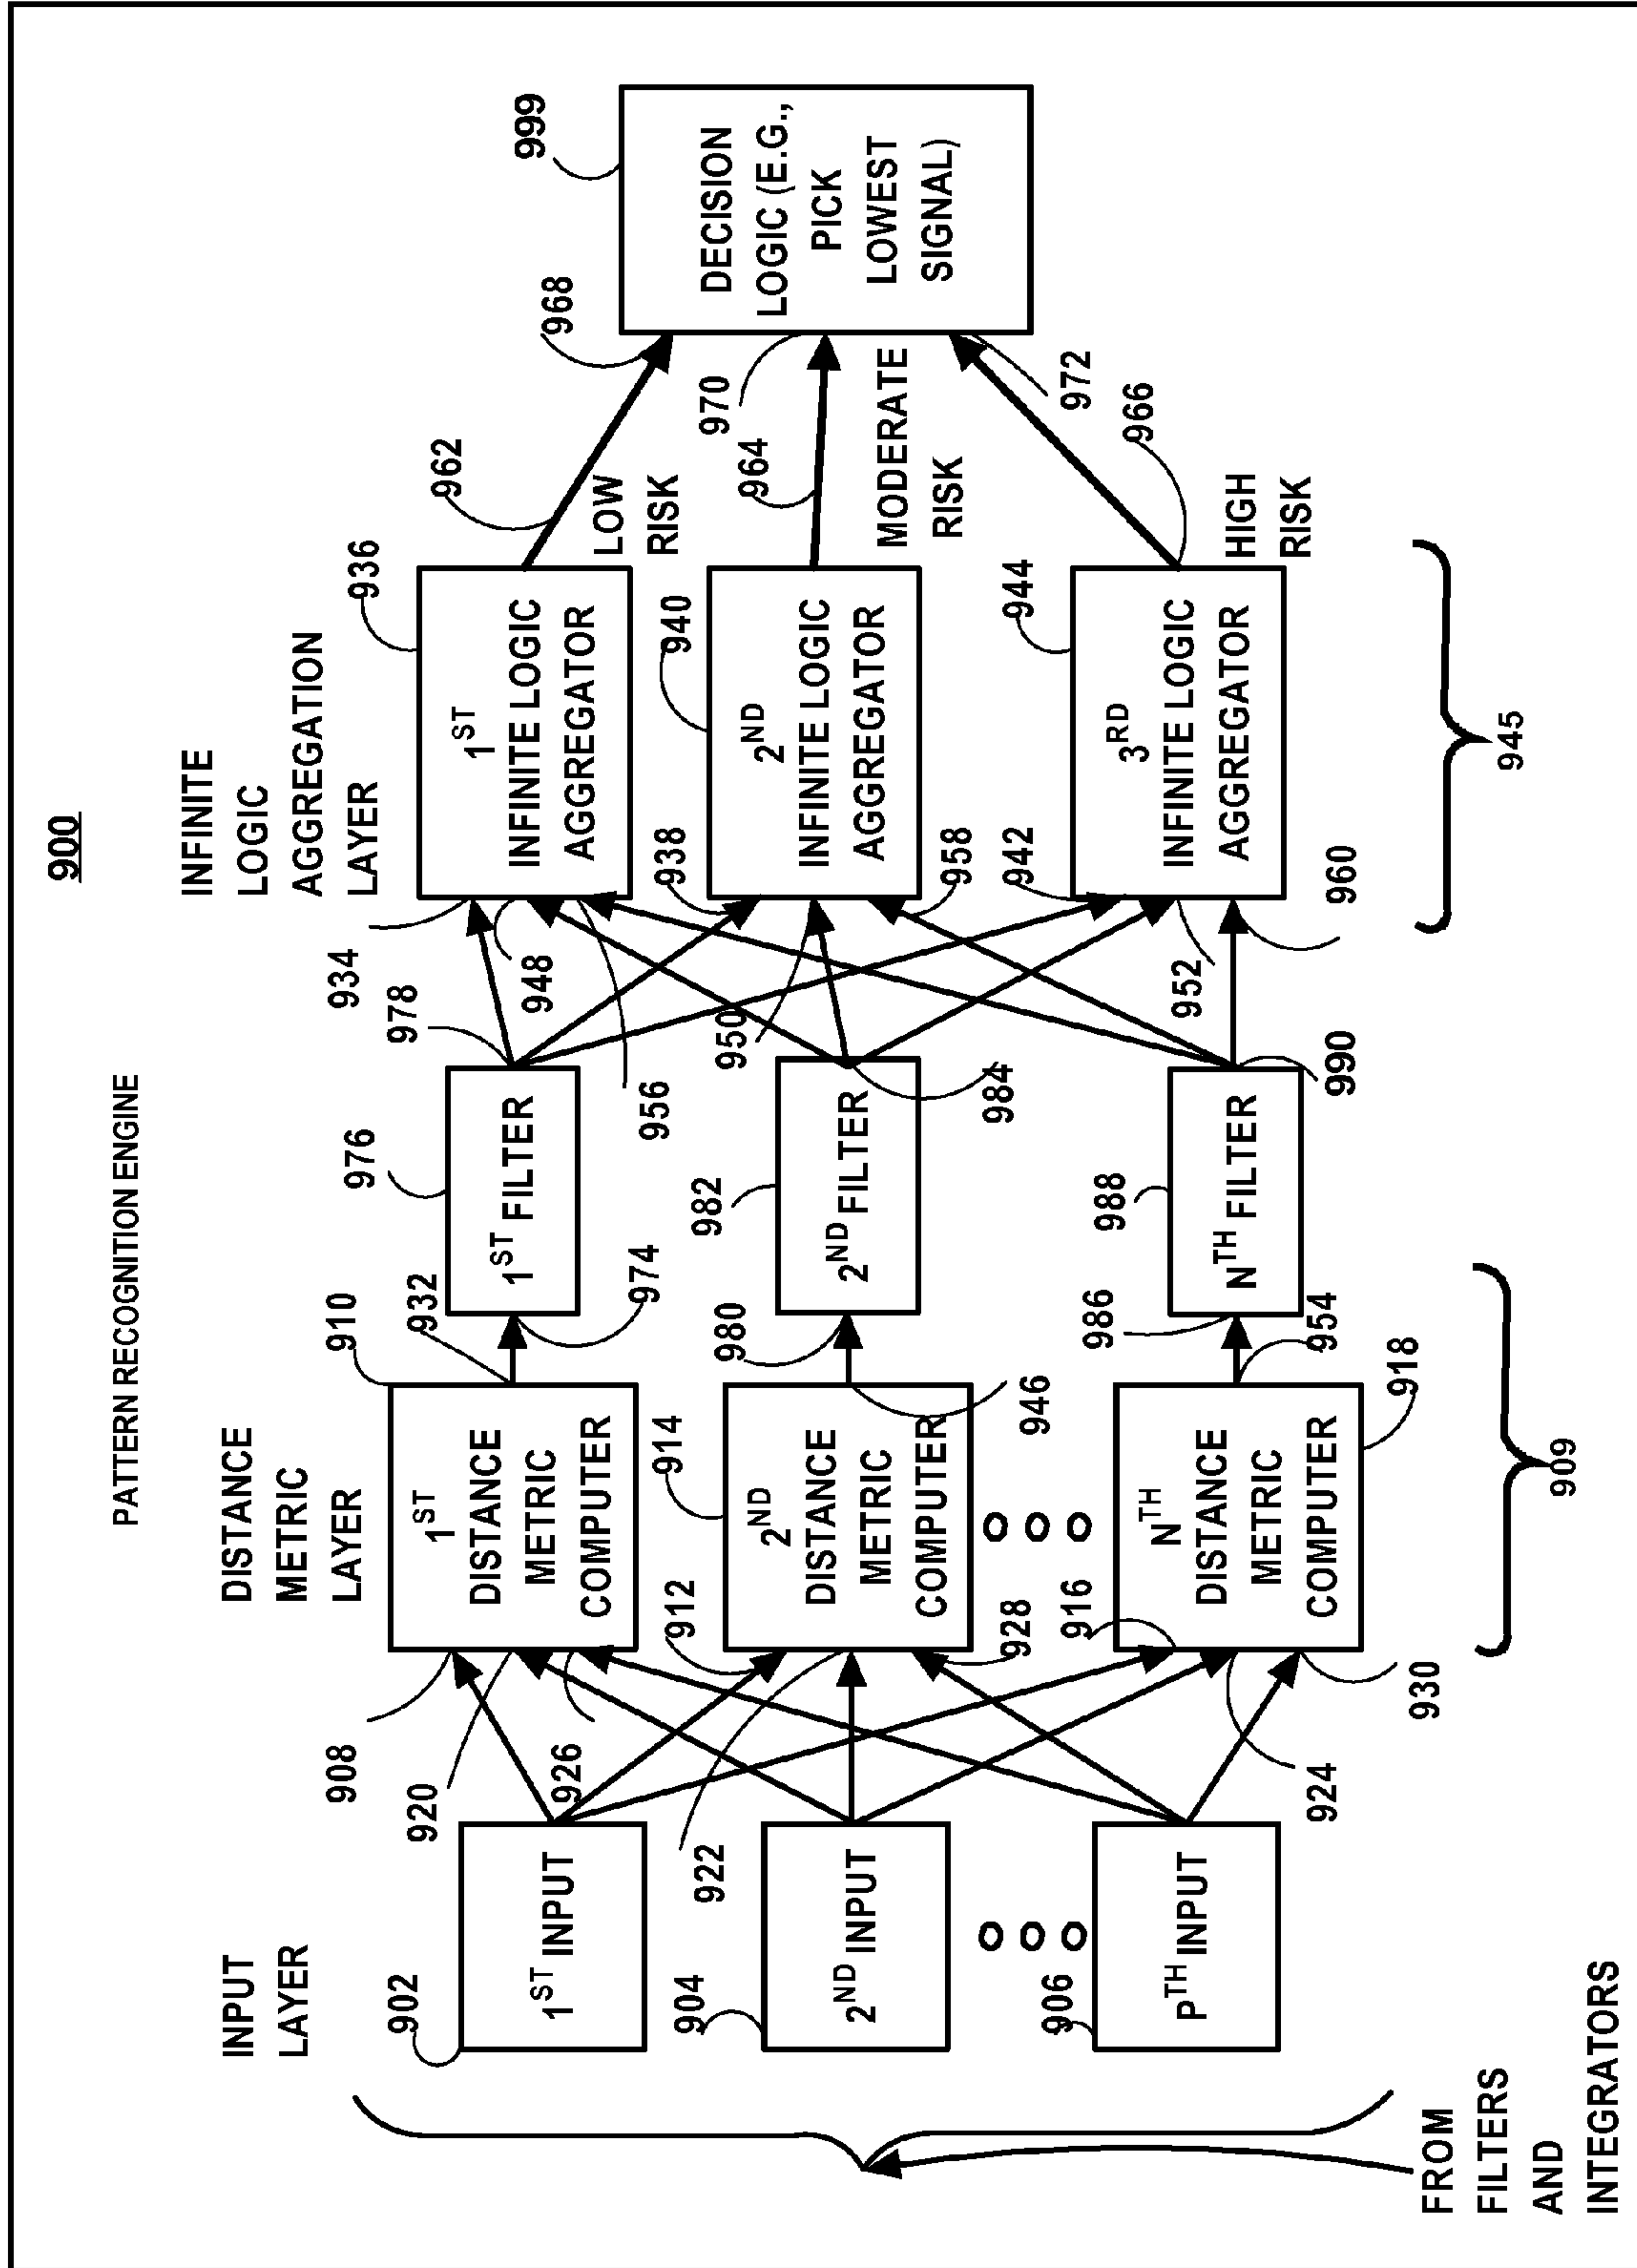 900
PATTERN RECOGNITION ENGINE
INPUT
LAYER
DISTANCE
METRIC
LAYER
INFINITE
LOGIC
AGGREGATION
LAYER
902
1ST INPUT
904
2ND INPUT
906
PTH INPUT
FROM
FILTERS
AND
INTEGRATORS
908
920
926
922
912
928
916
924
930
910
1ST
DISTANCE
METRIC
COMPUTER
932
914
2ND
DISTANCE
METRIC
COMPUTER
946
NTH
DISTANCE
METRIC
COMPUTER
918
954
909
974
976
1ST FILTER
978
980
982
2ND FILTER
984
986
988
NTH FILTER
990
934
948
956
938
950
958
942
952
960
936
1ST
INFINITE LOGIC
AGGREGATOR
940
2ND
INFINITE LOGIC
AGGREGATOR
944
3RD
INFINITE LOGIC
AGGREGATOR
945
962
LOW
RISK
964
MODERATE
RISK
966
HIGH
RISK
968
970
972
999
DECISION
LOGIC (E.G.,
PICK
LOWEST
SIGNAL)